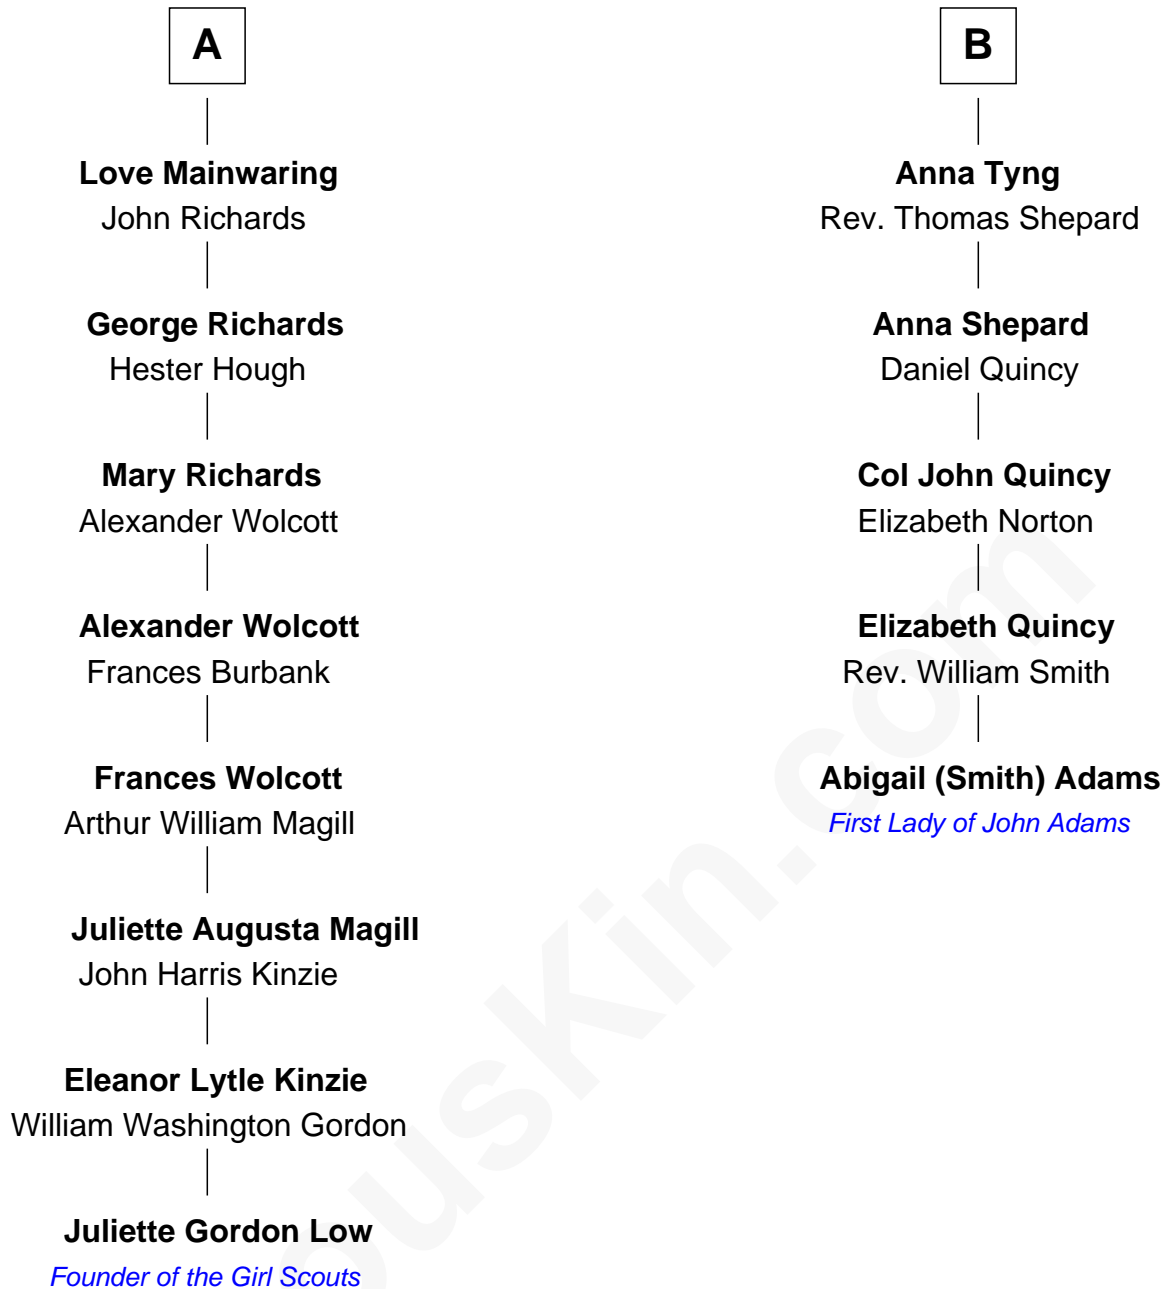 A
Love Mainwaring
John Richards
George Richards
Hester Hough
Mary Richards
Alexander Wolcott
Alexander Wolcott
Frances Burbank
Frances Wolcott
Arthur William Magill
Juliette Augusta Magill
John Harris Kinzie
Eleanor Lytle Kinzie
William Washington Gordon
Juliette Gordon Low
Founder of the Girl Scouts
B
Anna Tyng
Rev. Thomas Shepard
Anna Shepard
Daniel Quincy
Col John Quincy
Elizabeth Norton
Elizabeth Quincy
Rev. William Smith
Abigail (Smith) Adams
First Lady of John Adams
ousKin.com